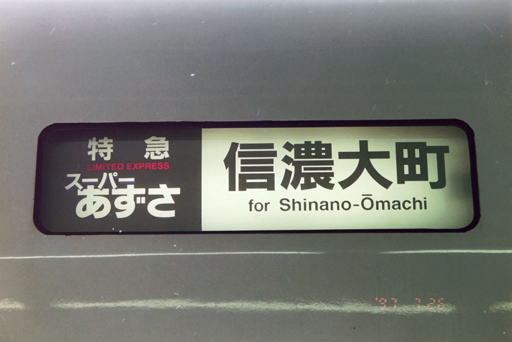 特急
LIMITED EXPRESS
スーパー
あずさ
信濃大町
for Shinano-Ōmachi
'97 7.26